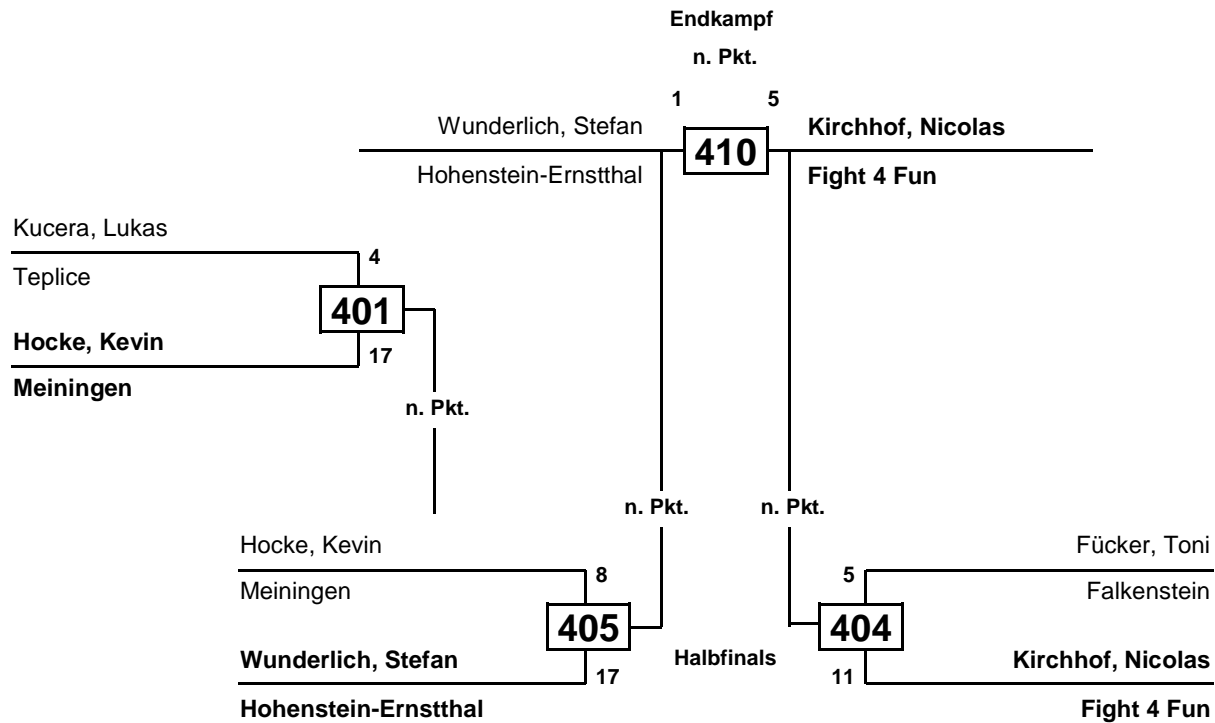 Endkampf
n. Pkt.
1 5
Wunderlich, Stefan
410
Kirchhof, Nicolas
Hohenstein-Ernstthal
Fight 4 Fun
Kucera, Lukas
4
Teplice
401
Hocke, Kevin
17
Meiningen
n. Pkt.
n. Pkt.
n. Pkt.
Hocke, Kevin
8
Meiningen
405
Wunderlich, Stefan
17
Hohenstein-Ernstthal
Halbfinals
Fücker, Toni
5
Falkenstein
404
Kirchhof, Nicolas
11
Fight 4 Fun